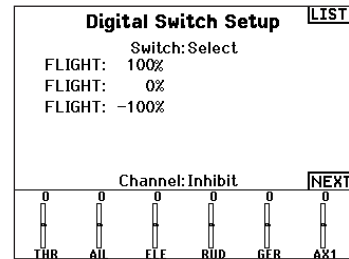 Digital Switch Setup
LIST
Switch:Select
FLIGHT: 100%
FLIGHT: 0%
FLIGHT: -100%
Channel:Inhibit
NEXT
0 0 0 0 0 0
THR AIL ELE RUD GER AX1